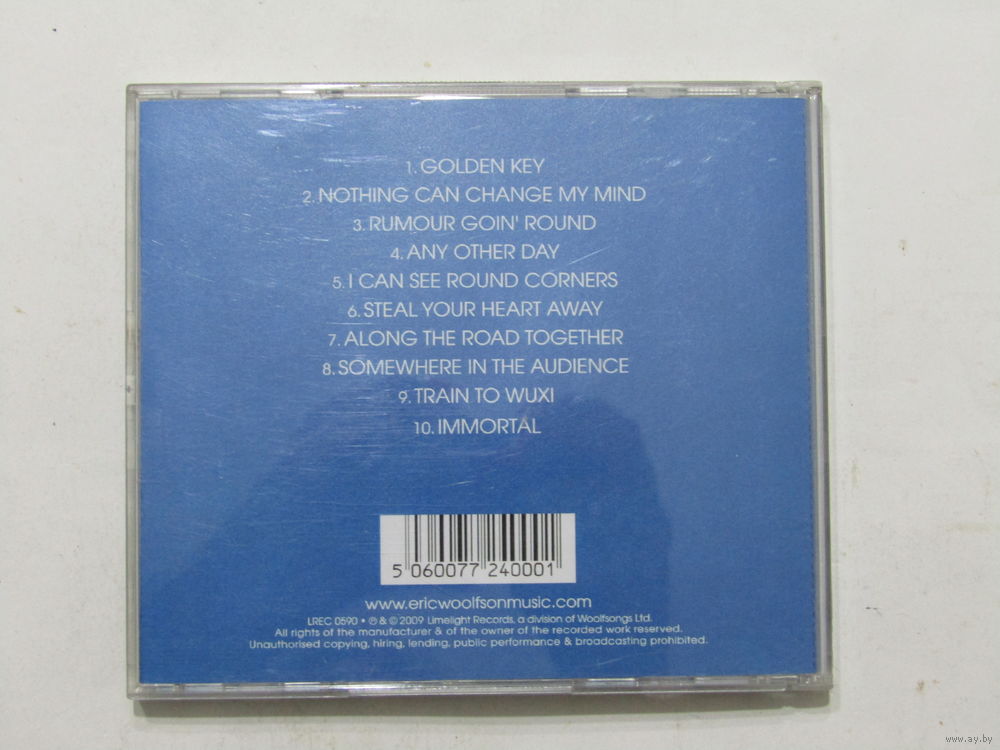 1. GOLDEN KEY
2. NOTHING CAN CHANGE MY MIND
3. RUMOUR GOIN' ROUND
4. ANY OTHER DAY
5. I CAN SEE ROUND CORNERS
6. STEAL YOUR HEART AWAY
7. ALONG THE ROAD TOGETHER
8. SOMEWHERE IN THE AUDIENCE
9. TRAIN TO WUXI
10. IMMORTAL
5 060077 240001
www.ericwoolfsonmusic.com
LREC 0590 • ℗ & © 2009 Limelight Records, a division of Woolfsongs Ltd.
All rights of the manufacturer & of the owner of the recorded work reserved.
Unauthorised copying, hiring, lending, public performance & broadcasting prohibited.
www.ay.by